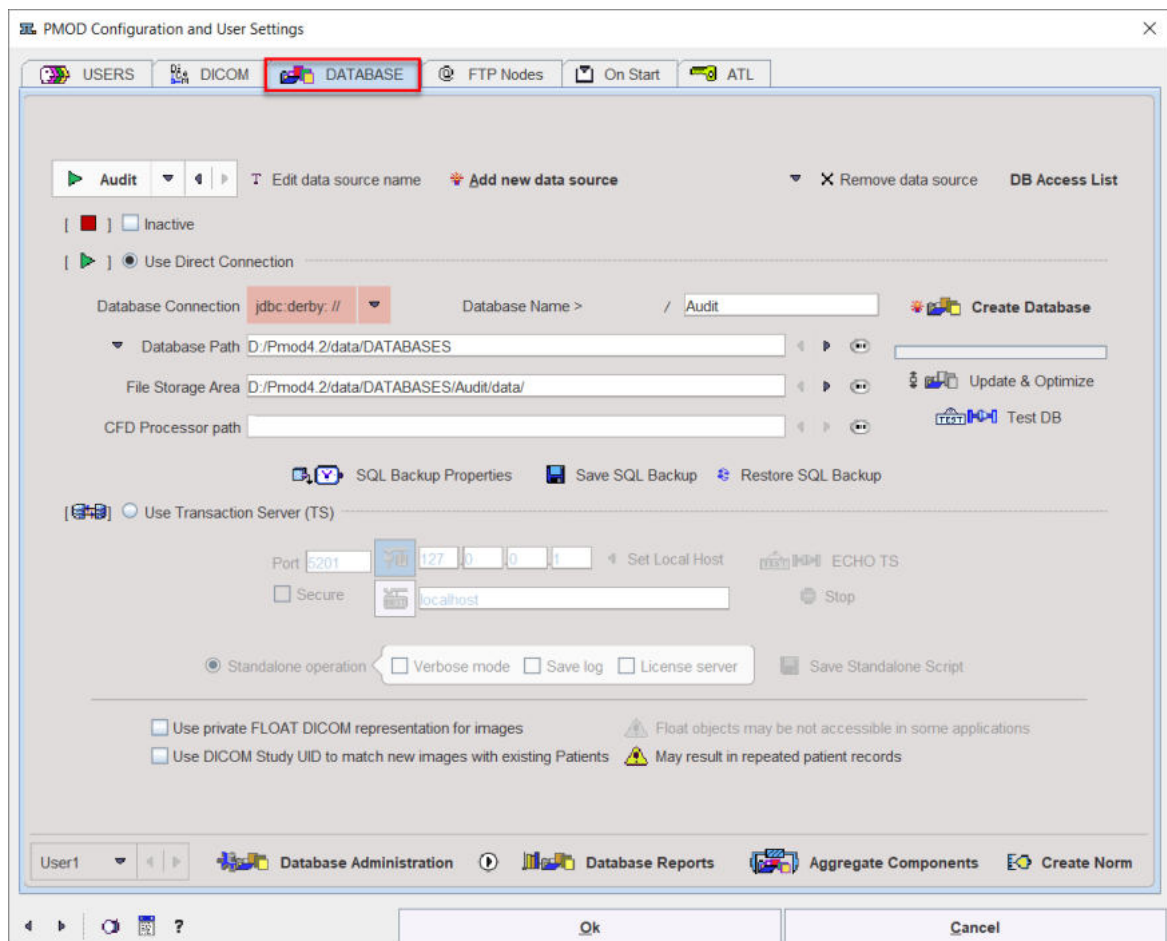 PMOD Configuration and User Settings
USERS DICOM DATABASE FTP Nodes On Start ATL
Audit T Edit data source name Add new data source X Remove data source DB Access List
[ ] Inactive
[ ] Use Direct Connection
Database Connection jdbc:derby: // Database Name > / Audit Create Database
Database Path D:/Pmod4.2/data/DATABASES
File Storage Area D:/Pmod4.2/data/DATABASES/Audit/data/ Update & Optimize
CFD Processor path TEST Test DB
SQL Backup Properties Save SQL Backup Restore SQL Backup
[ ] Use Transaction Server (TS)
Port 5201 127 .0 .0 .1 Set Local Host ECHO TS
Secure localhost Stop
Standalone operation Verbose mode Save log License server Save Standalone Script
Use private FLOAT DICOM representation for images Float objects may be not accessible in some applications
Use DICOM Study UID to match new images with existing Patients May result in repeated patient records
User1 Database Administration Database Reports Aggregate Components Create Norm
? Ok Cancel